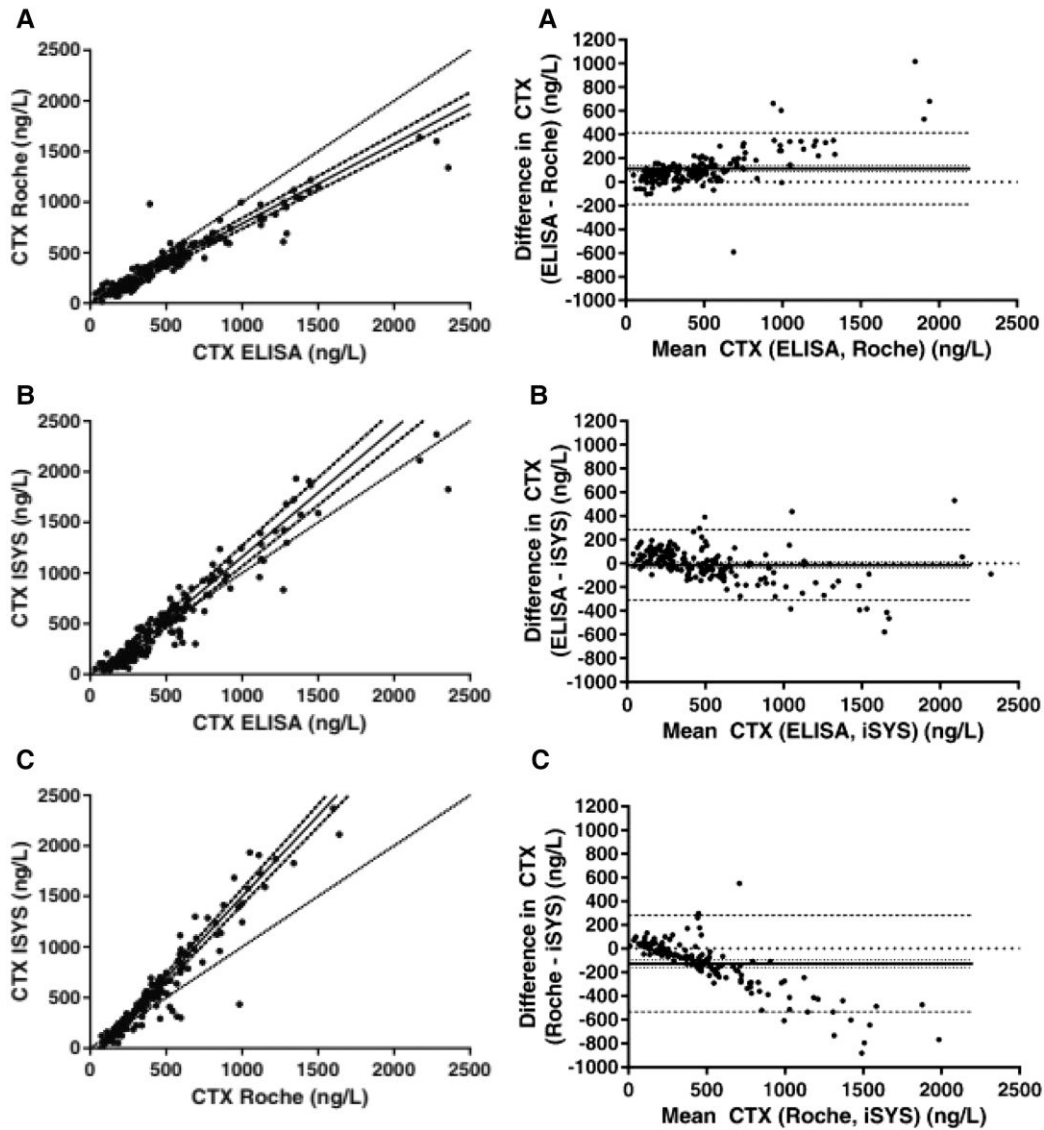 A
2500
2000
1500
1000
500
0
CTX Roche (ng/L)
0 500 1000 1500 2000 2500
CTX ELISA (ng/L)
A
1200
1000
800
600
400
200
0
-200
-400
-600
-800
-1000
Difference in CTX
(ELISA - Roche) (ng/L)
0 500 1000 1500 2000 2500
Mean CTX (ELISA, Roche) (ng/L)
B
2500
2000
1500
1000
500
0
CTX ISYS (ng/L)
0 500 1000 1500 2000 2500
CTX ELISA (ng/L)
B
1200
1000
800
600
400
200
0
-200
-400
-600
-800
-1000
Difference in CTX
(ELISA - iSYS) (ng/L)
0 500 1000 1500 2000 2500
Mean CTX (ELISA, iSYS) (ng/L)
C
2500
2000
1500
1000
500
0
CTX ISYS (ng/L)
0 500 1000 1500 2000 2500
CTX Roche (ng/L)
C
1200
1000
800
600
400
200
0
-200
-400
-600
-800
-1000
Difference in CTX
(Roche - iSYS) (ng/L)
0 500 1000 1500 2000 2500
Mean CTX (Roche, iSYS) (ng/L)